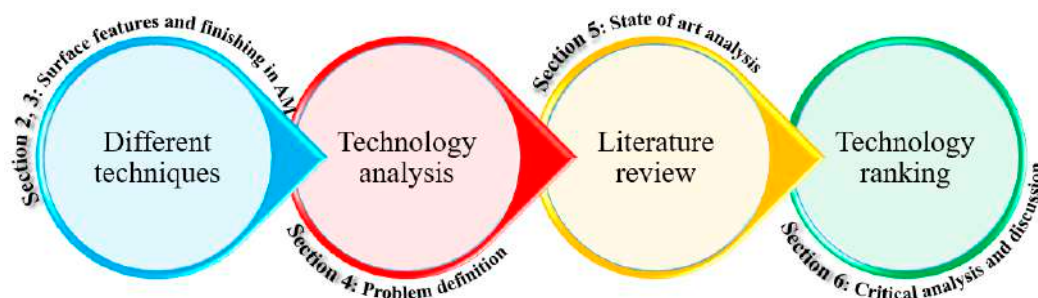 Section 2, 3: Surface features and finishing in AM
Different
techniques
Section 4: Problem definition
Technology
analysis
Section 5: State of art analysis
Literature
review
Section 6: Critical analysis and discussion
Technology
ranking